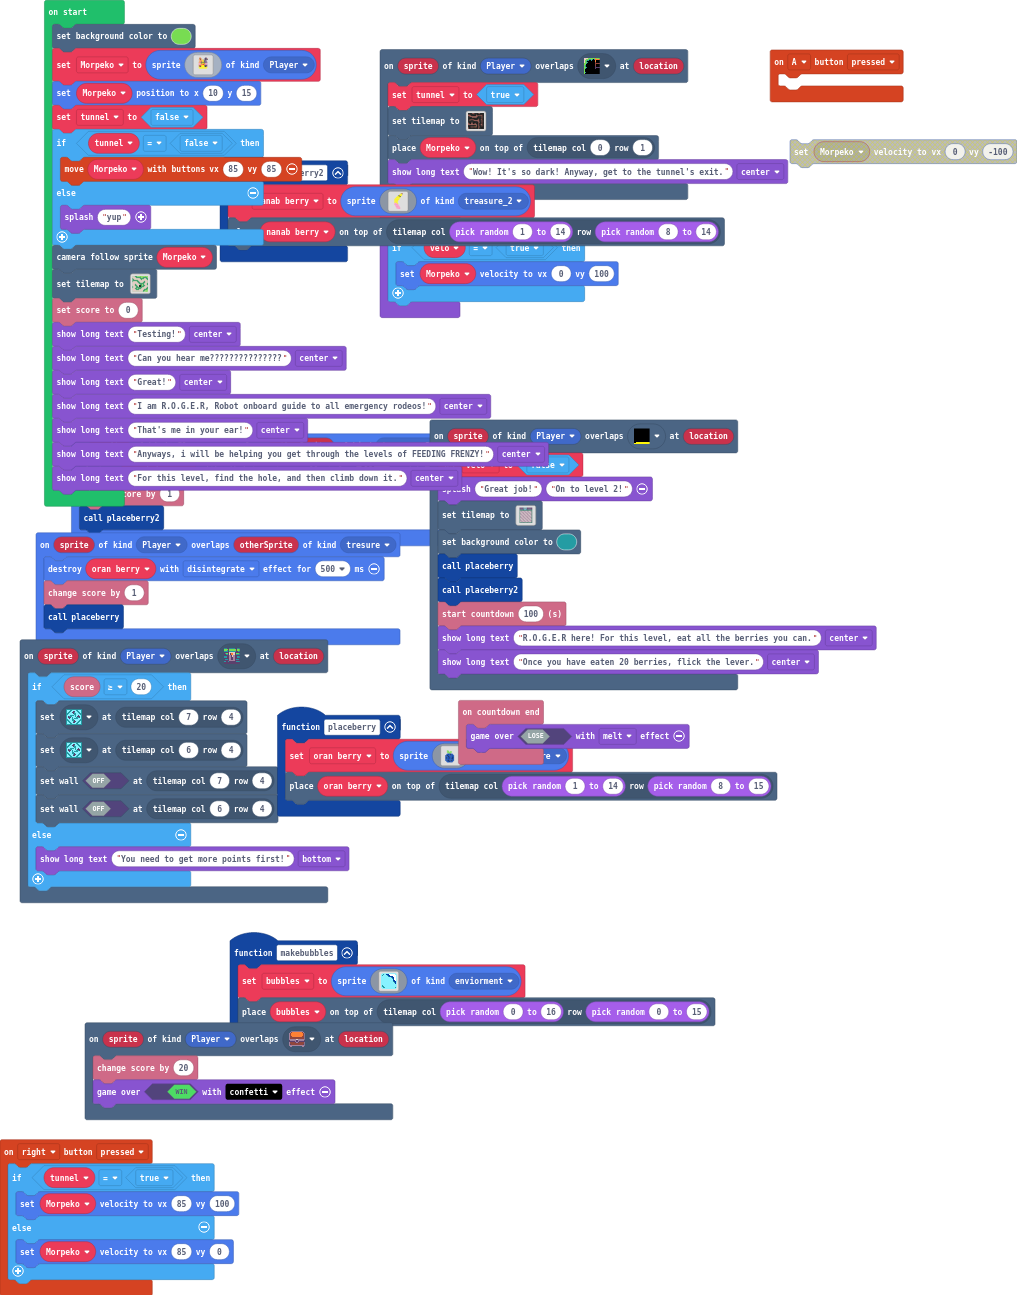 on start
set background color to
set Morpeko to sprite of kind Player
set Morpeko position to x 10 y 15
set tunnel to false
if tunnel = false then
move Morpeko with buttons vx 85 vy 85
else
splash "yup"
camera follow sprite Morpeko
set tilemap to
set score to 0
show long text "Testing!" center
show long text "Can you hear me???????????????" center
show long text "Great!" center
show long text "I am R.O.G.E.R, Robot onboard guide to all emergency rodeos!" center
show long text "That's me in your ear!" center
show long text "Anyways, i will be helping you get through the levels of FEEDING FRENZY!" center
show long text "For this level, find the hole, and then climb down it." center
on sprite of kind Player overlaps at location
set tunnel to true
set tilemap to
place Morpeko on top of tilemap col 0 row 1
show long text "Wow! It's so dark! Anyway, get to the tunnel's exit." center
on A button pressed
set Morpeko velocity to vx 0 vy -100
berry2
nanab berry to sprite of kind treasure_2
nanab berry on top of tilemap col pick random 1 to 14 row pick random 8 to 14
if velo = true then
set Morpeko velocity to vx 0 vy 100
score by 1
call placeberry2
on sprite of kind Player overlaps otherSprite of kind tresure
destroy oran berry with disintegrate effect for 500 ms
change score by 1
call placeberry
on sprite of kind Player overlaps at location
to false
splash "Great job!" "On to level 2!"
set tilemap to
set background color to
call placeberry
call placeberry2
start countdown 100 (s)
show long text "R.O.G.E.R here! For this level, eat all the berries you can." center
show long text "Once you have eaten 20 berries, flick the lever." center
on sprite of kind Player overlaps at location
if score ≥ 20 then
set at tilemap col 7 row 4
set at tilemap col 6 row 4
set wall OFF at tilemap col 7 row 4
set wall OFF at tilemap col 6 row 4
else
show long text "You need to get more points first!" bottom
function placeberry
set oran berry to sprite
place oran berry on top of tilemap col pick random 1 to 14 row pick random 8 to 15
on countdown end
game over LOSE with melt effect
function makebubbles
set bubbles to sprite of kind enviorment
place bubbles on top of tilemap col pick random 0 to 16 row pick random 0 to 15
on sprite of kind Player overlaps at location
change score by 20
game over WIN with confetti effect
on right button pressed
if tunnel = true then
set Morpeko velocity to vx 85 vy 100
else
set Morpeko velocity to vx 85 vy 0